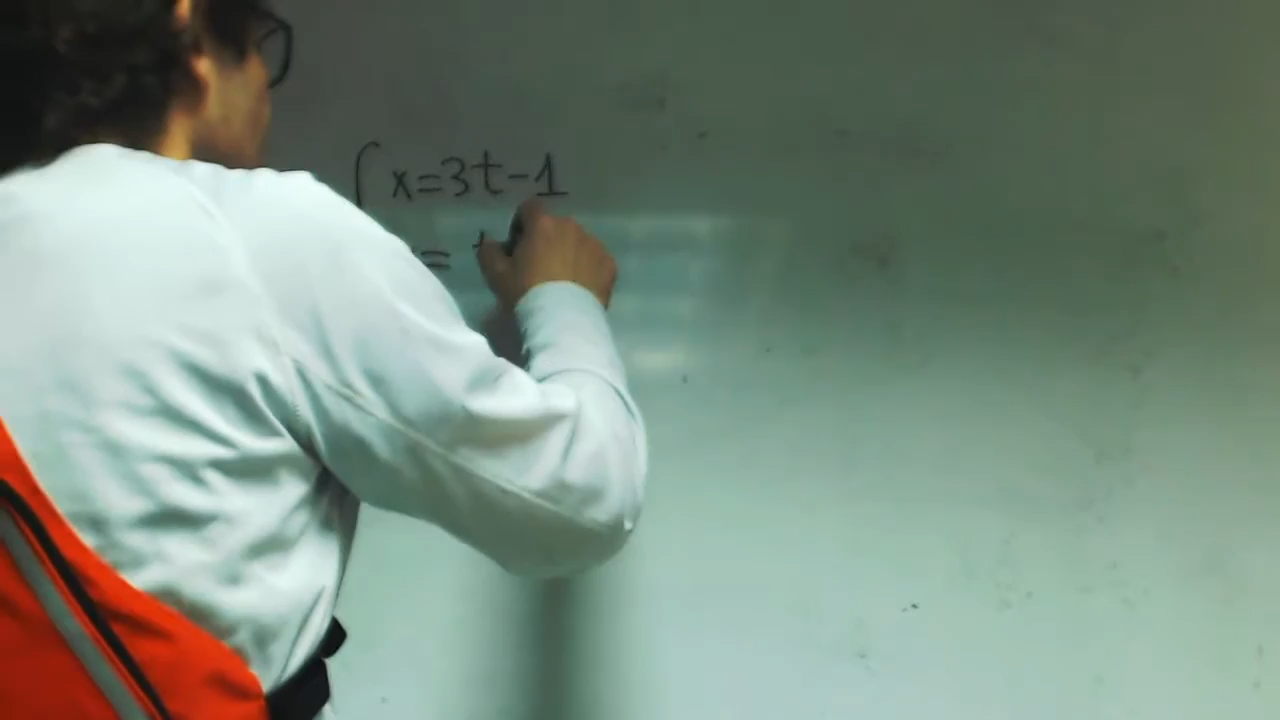 x=3t-1
=